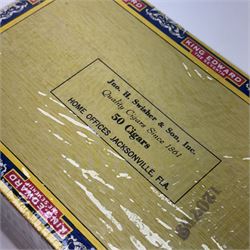 KING EDWARD
Jno. H. Swisher & Son, Inc.
Quality Cigars Since 1861
50 Cigars
HOME OFFICES JACKSONVILLE, FLA.
KING EDWARD